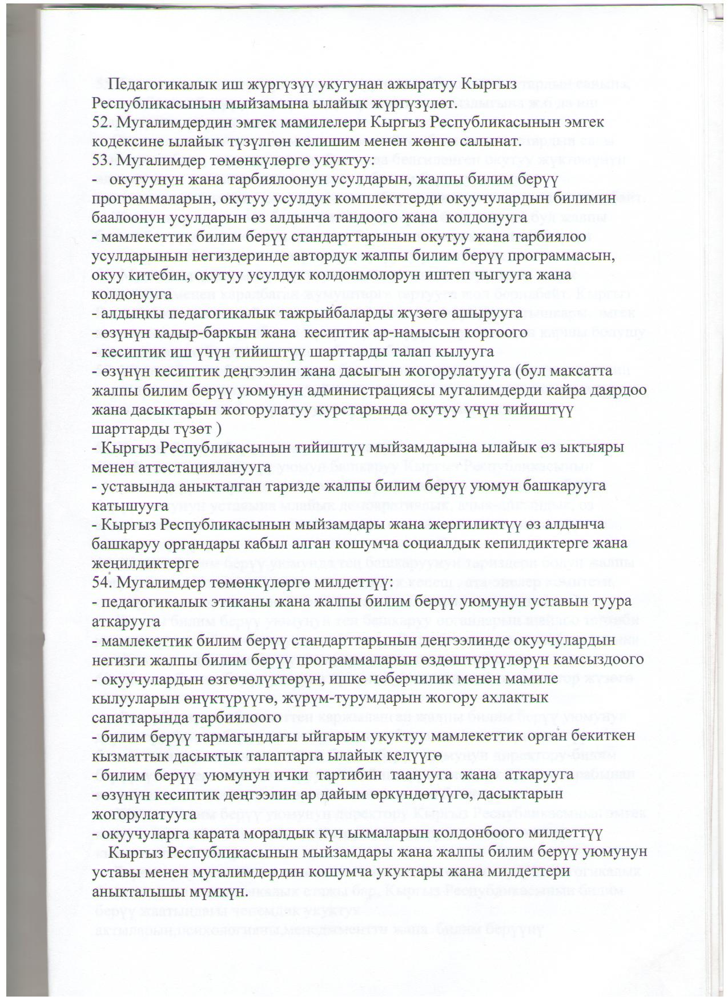 Педагогикалык иш жүргүзүү укугунан ажыратуу Кыргыз
Республикасынын мыйзамына ылайык жүргүзүлөт.
52. Мугалимдердин эмгек мамилелери Кыргыз Республикасынын эмгек
кодексине ылайык түзүлгөн келишим менен жөнгө салынат.
53. Мугалимдер төмөнкүлөргө укуктуу:
-   окутуунун жана тарбиялоонун усулдарын, жалпы билим берүү
программаларын, окутуу усулдук комплекттерди окуучулардын билимин
баалоонун усулдарын өз алдынча тандоого жана  колдонууга
- мамлекеттик билим берүү стандарттарынын окутуу жана тарбиялоо
усулдарынын негиздеринде автордук жалпы билим берүү программасын,
окуу китебин, окутуу усулдук колдонмолорун иштеп чыгууга жана
колдонууга
- алдыңкы педагогикалык тажрыйбаларды жүзөгө ашырууга
- өзүнүн кадыр-баркын жана  кесиптик ар-намысын коргоого
- кесиптик иш үчүн тийиштүү шарттарды талап кылууга
- өзүнүн кесиптик деңгээлин жана дасыгын жогорулатууга (бул максатта
жалпы билим берүү уюмунун администрациясы мугалимдерди кайра даярдоо
жана дасыктарын жогорулатуу курстарында окутуу үчүн тийиштүү
шарттарды түзөт )
- Кыргыз Республикасынын тийиштүү мыйзамдарына ылайык өз ыктыяры
менен аттестациялануүга
- уставында аныкталган таризде жалпы билим берүү уюмун башкарууга
катышууга
- Кыргыз Республикасынын мыйзамдары жана жергиликтүү өз алдынча
башкаруу органдары кабыл алган кошумча социалдык кепилдиктерге жана
жеңилдиктерге
54. Мугалимдер төмөнкүлөргө милдеттүү:
- педагогикалык этиканы жана жалпы билим берүү уюмунун уставын туура
аткарууга
- мамлекеттик билим берүү стандарттарынын деңгээлинде окуучулардын
негизги жалпы билим берүү программаларын өздөштүрүүлөрүн камсыздоого
- окуучулардын өзгөчөлүктөрүн, ишке чеберчилик менен мамиле
кылууларын өнүктүрүүгө, жүрүм-турумдарын жогору ахлактык
сапаттарында тарбиялоого
- билим берүү тармагындагы ыйгарым укуктуу мамлекеттик орган бекиткен
кызматтык дасыктык талаптарга ылайык келүүгө
- билим  берүү  уюмунун ички  тартибин  таанууга  жана  аткарууга
- өзүнүн кесиптик деңгээлин ар дайым өркүндөтүүгө, дасыктарын
жогорулатууга
- окуучуларга карата моралдык күч ыкмаларын колдонбоого милдеттүү
Кыргыз Республикасынын мыйзамдары жана жалпы билим берүү уюмунун
уставы менен мугалимдердин кошумча укуктары жана милдеттери
аныкталышы мүмкүн.